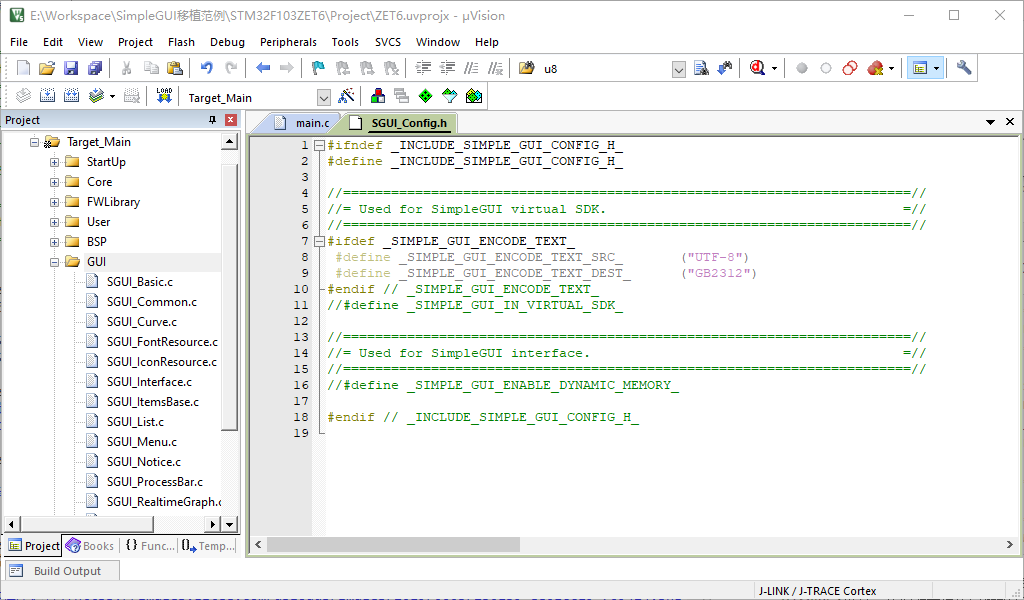 E:\Workspace\SimpleGUI移植范例\STM32F103ZET6\Project\ZET6.uvprojx - µVision
File Edit View Project Flash Debug Peripherals Tools SVCS Window Help
u8
LOAD
Target_Main
Project
main.c SGUI_Config.h
Target_Main
StartUp
Core
FWLibrary
User
BSP
GUI
SGUI_Basic.c
SGUI_Common.c
SGUI_Curve.c
SGUI_FontResource.c
SGUI_IconResource.c
SGUI_Interface.c
SGUI_ItemsBase.c
SGUI_List.c
SGUI_Menu.c
SGUI_Notice.c
SGUI_ProcessBar.c
SGUI_RealtimeGraph.c
1 #ifndef _INCLUDE_SIMPLE_GUI_CONFIG_H_
2 #define _INCLUDE_SIMPLE_GUI_CONFIG_H_
3
4 //=======================================================================//
5 //= Used for SimpleGUI virtual SDK. =//
6 //=======================================================================//
7 #ifdef _SIMPLE_GUI_ENCODE_TEXT_
8 #define _SIMPLE_GUI_ENCODE_TEXT_SRC_ ("UTF-8")
9 #define _SIMPLE_GUI_ENCODE_TEXT_DEST_ ("GB2312")
10 #endif // _SIMPLE_GUI_ENCODE_TEXT_
11 //#define _SIMPLE_GUI_IN_VIRTUAL_SDK_
12
13 //=======================================================================//
14 //= Used for SimpleGUI interface. =//
15 //=======================================================================//
16 //#define _SIMPLE_GUI_ENABLE_DYNAMIC_MEMORY_
17
18 #endif // _INCLUDE_SIMPLE_GUI_CONFIG_H_
19
Project Books {} Func... Temp...
Build Output
J-LINK / J-TRACE Cortex